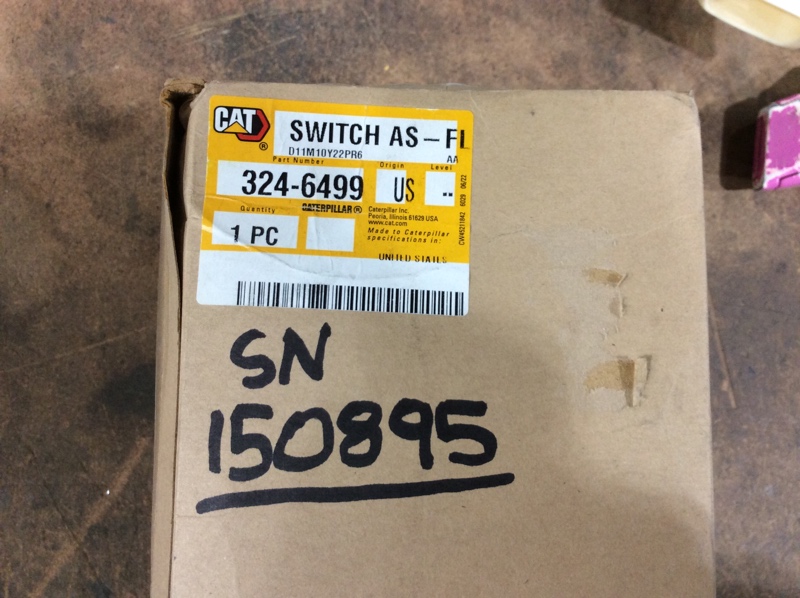 CAT
®
SWITCH AS-FL
D11M10Y22PR6 AA
Part Number Origin Level
324-6499 US --
Quantity CATERPILLAR®
1 PC
Caterpillar Inc.
Peoria, Illinois 61629 USA
www.cat.com
Made to Caterpillar
specifications in:
UNITED STATES
SN
150895